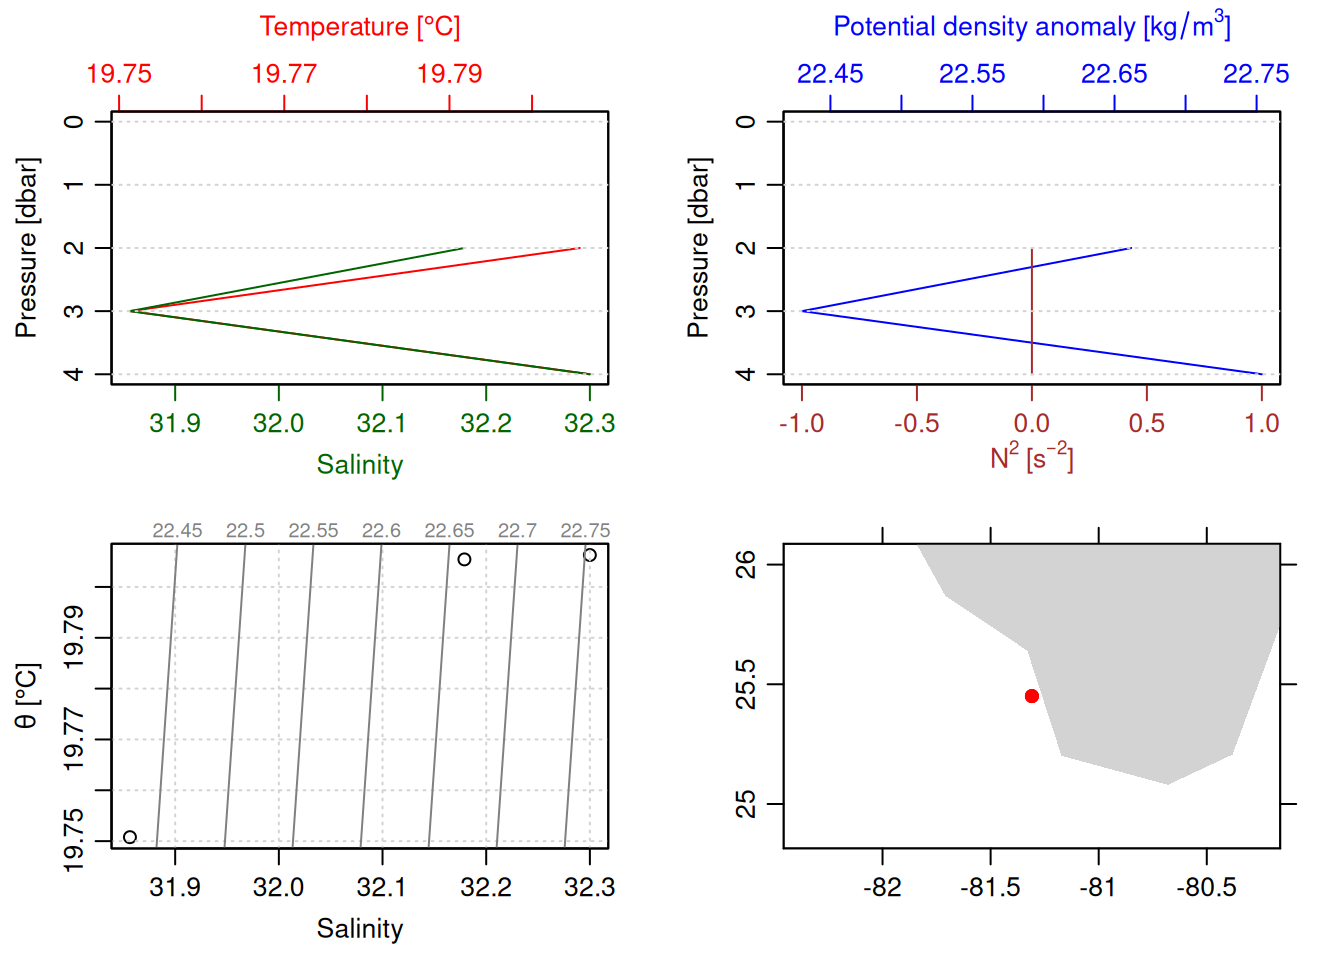 Temperature [°C]
19.75 19.77 19.79
0
1
2
3
4
Pressure [dbar]
31.9 32.0 32.1 32.2 32.3
Salinity
Potential density anomaly [kg/m³]
22.45 22.55 22.65 22.75
0
1
2
3
4
Pressure [dbar]
-1.0 -0.5 0.0 0.5 1.0
N² [s⁻²]
22.45 22.5 22.55 22.6 22.65 22.7 22.75
19.79
19.77
19.75
θ [°C]
31.9 32.0 32.1 32.2 32.3
Salinity
26
25.5
25
-82 -81.5 -81 -80.5